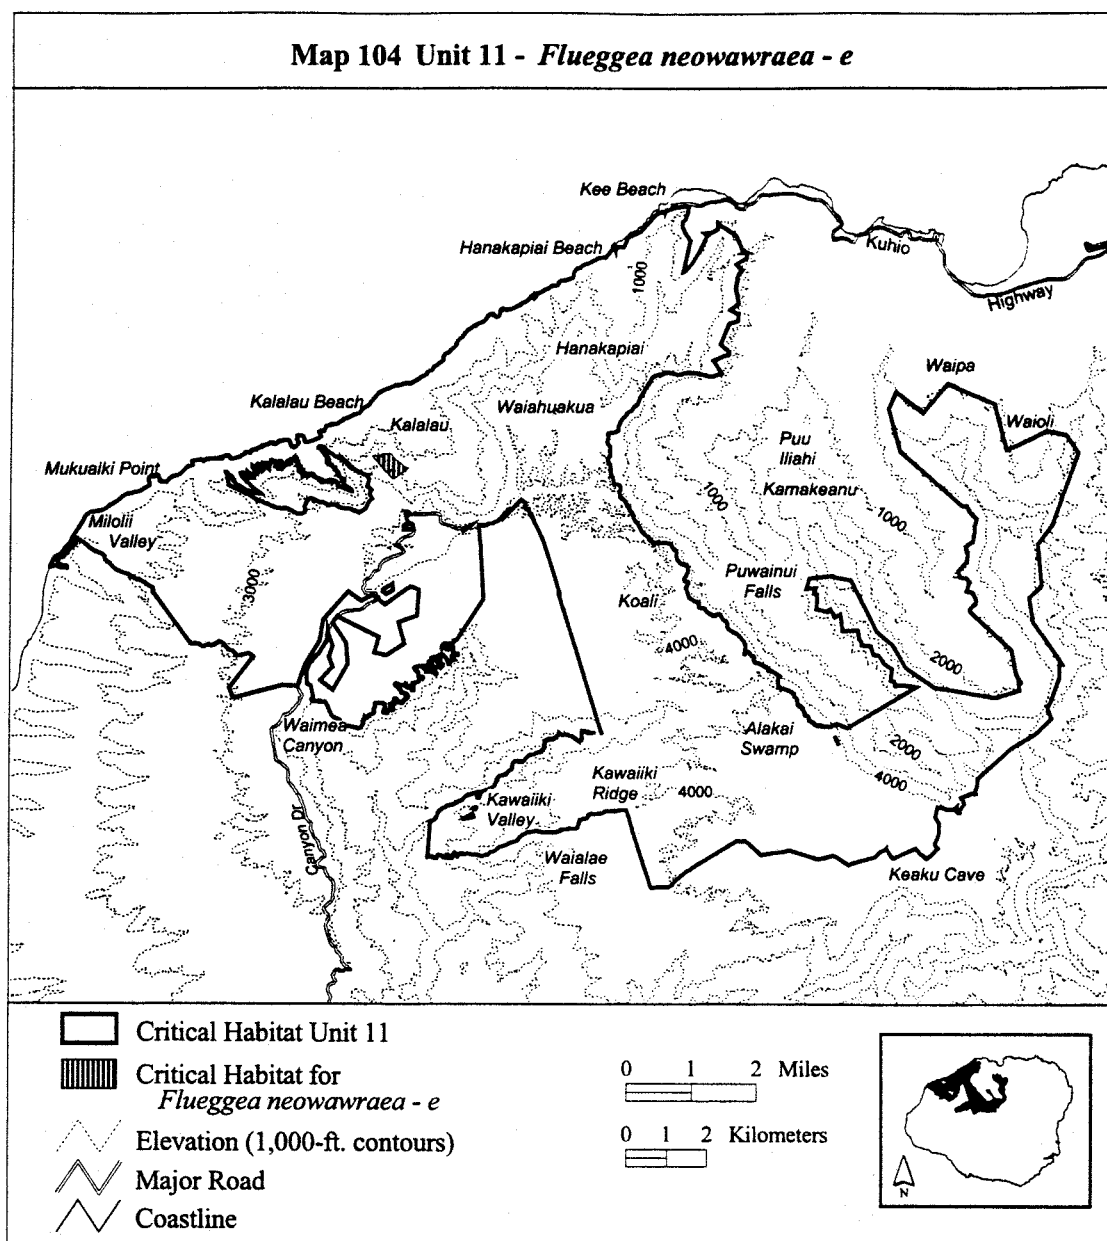 Map 104 Unit 11 - Flueggea neowawraea - e
Kee Beach
Hanakapiai Beach
Kuhio
Highway
1000
Hanakapiai
Waipa
Kalalau Beach
Waiahuakua
Kalalau
Waioli
Puu
Iliahi
Mukuaiki Point
Kamakeanu
1000
1000
Milolii
Valley
3000
Puwainui
Falls
Koali
4000
2000
Waimea
Canyon
Alakai
Swamp
2000
4000
Kawaiiki
Ridge
4000
Kawaiiki
Valley
Canyon Dr
Waialae
Falls
Keaku Cave
Critical Habitat Unit 11
Critical Habitat for
Flueggea neowawraea - e
Elevation (1,000-ft. contours)
Major Road
Coastline
0 1 2 Miles
0 1 2 Kilometers
N